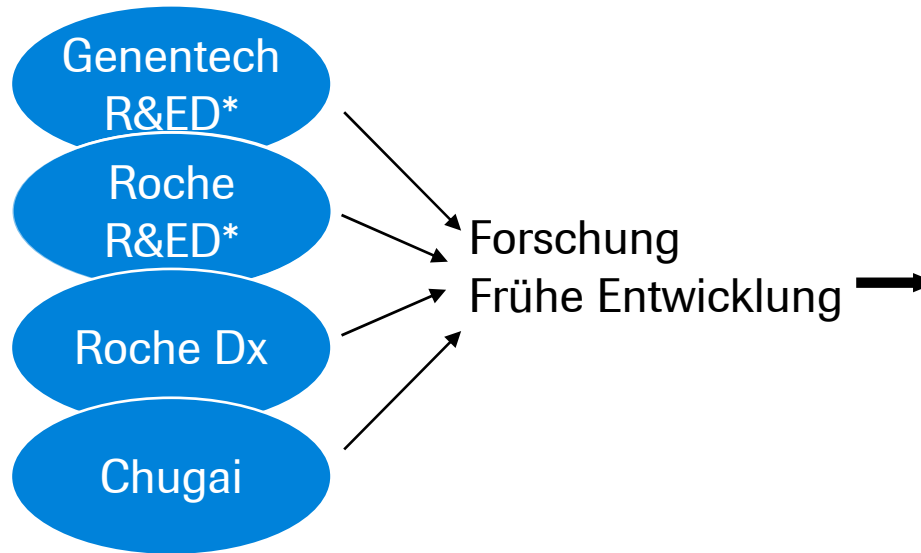 Genentech
R&ED*
Roche
R&ED*
Roche Dx
Chugai
Forschung
Frühe Entwicklung